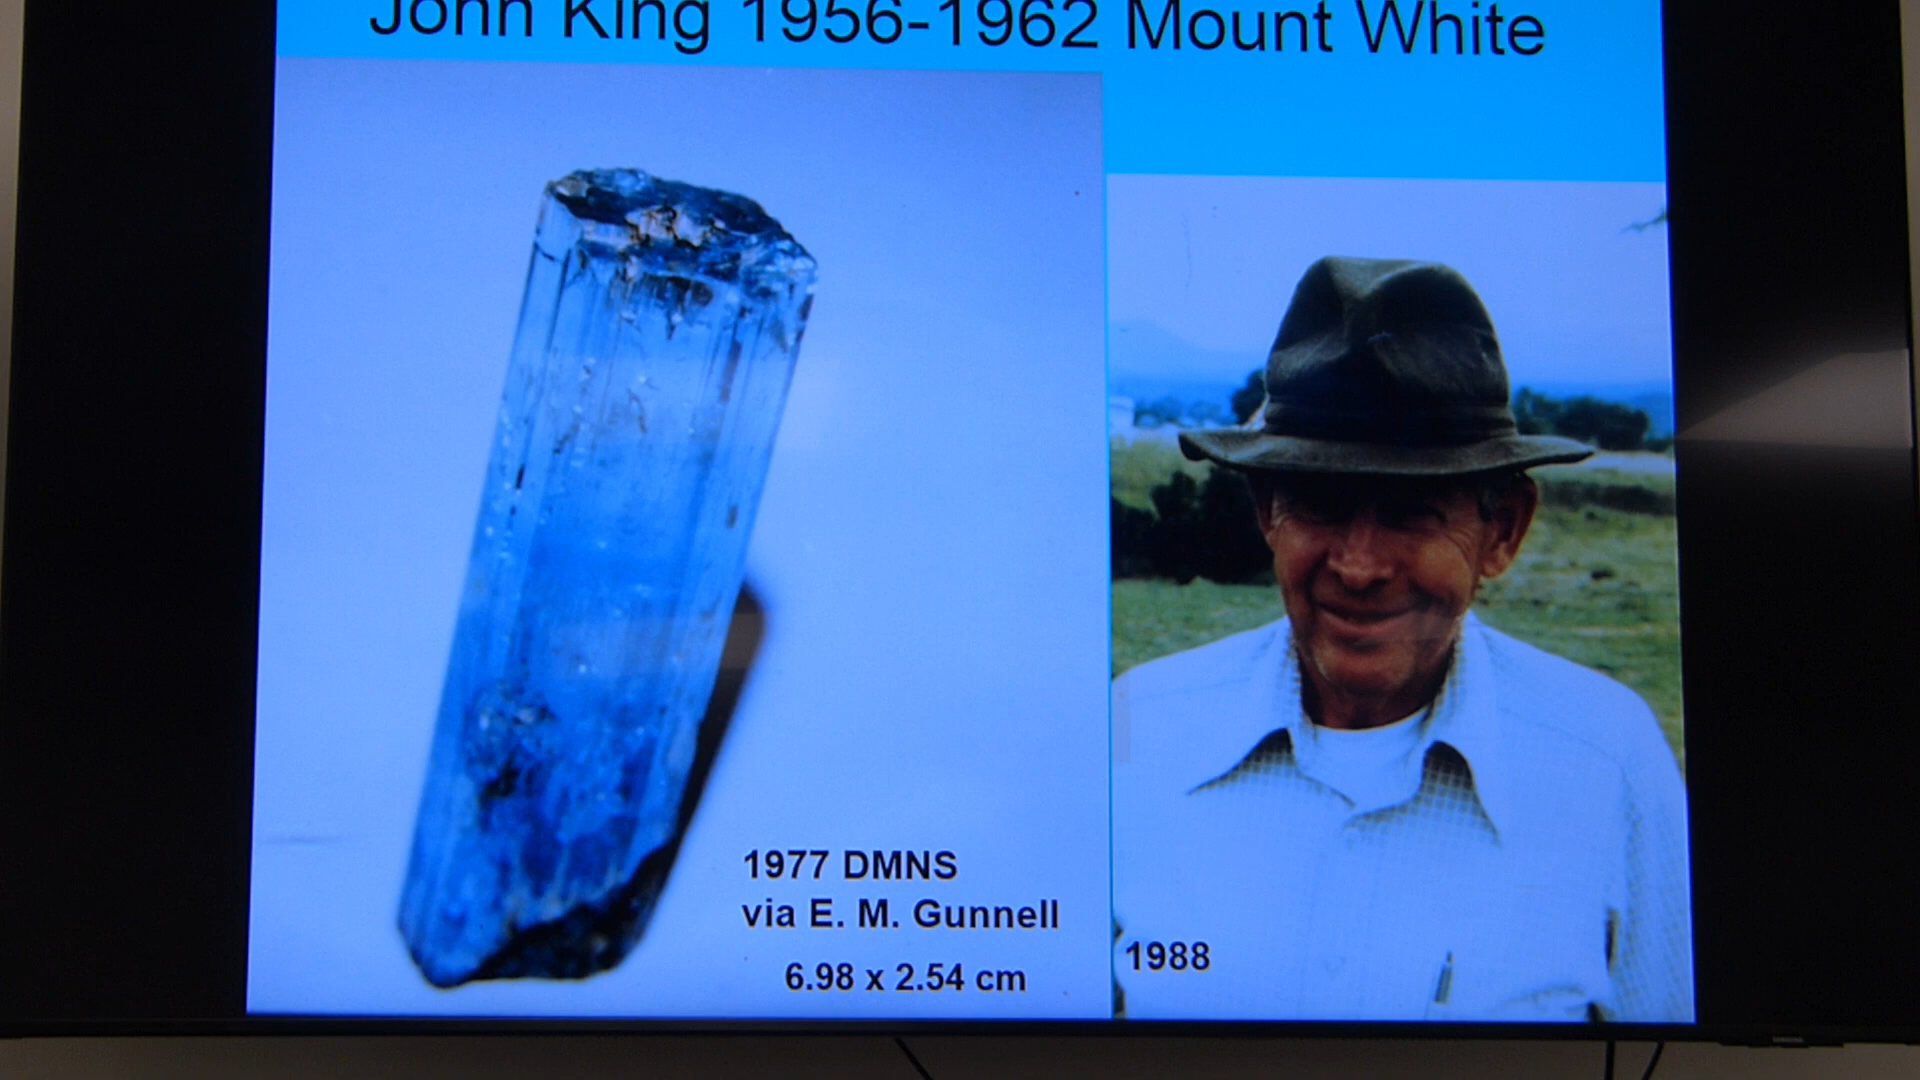 John King 1956-1962 Mount White
1977 DMNS
via E. M. Gunnell
6.98 x 2.54 cm
1988